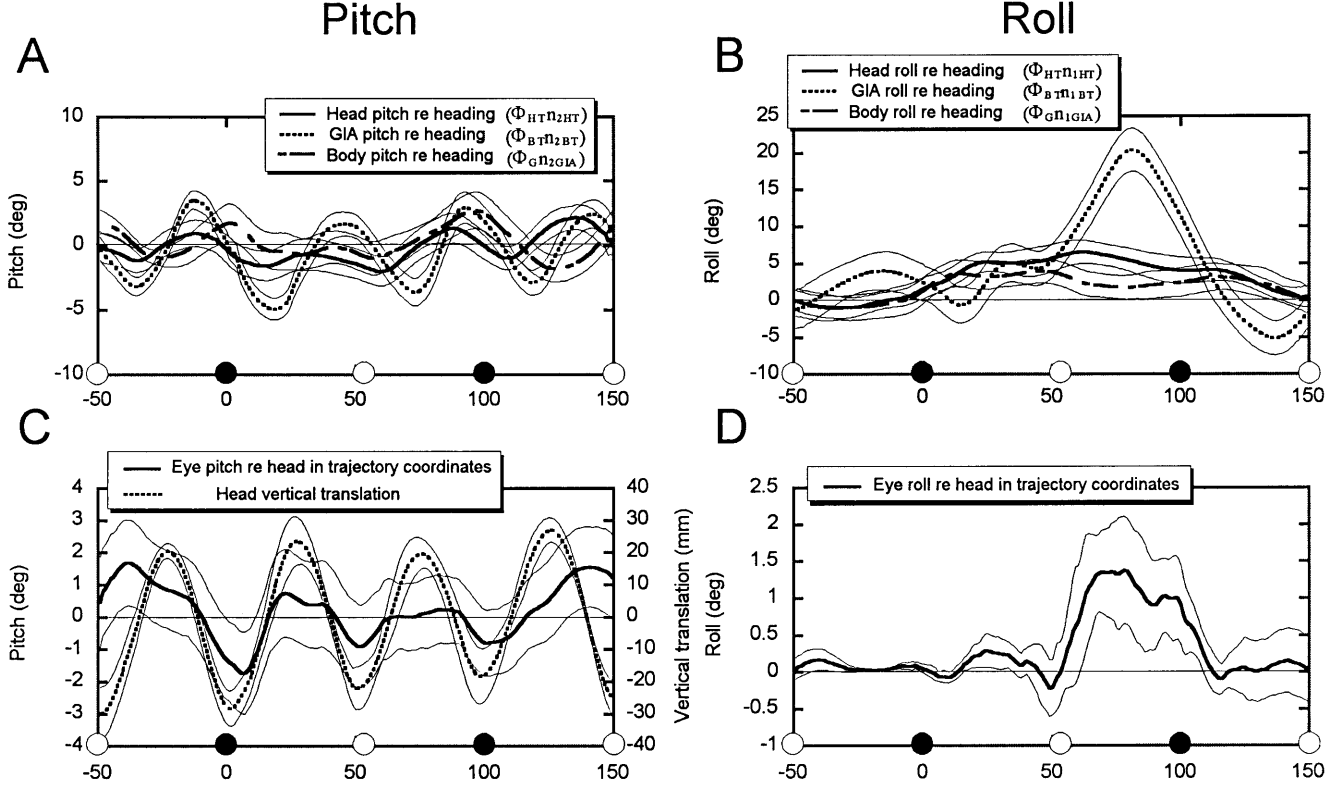 Pitch
Roll
A
Head pitch re heading (ΦHTn2HT)
GIA pitch re heading (ΦBTn2BT)
Body pitch re heading (ΦGn2GIA)
10
5
0
-5
-10
Pitch (deg)
-50 0 50 100 150
B
Head roll re heading (ΦHTn1HT)
GIA roll re heading (ΦBTn1BT)
Body roll re heading (ΦGn1GIA)
25
20
15
10
5
0
-5
-10
Roll (deg)
-50 0 50 100 150
C
Eye pitch re head in trajectory coordinates
Head vertical translation
4
3
2
1
0
-1
-2
-3
-4
Pitch (deg)
40
30
20
10
0
-10
-20
-30
-40
Vertical translation (mm)
-50 0 50 100 150
D
Eye roll re head in trajectory coordinates
2.5
2
1.5
1
0.5
0
-0.5
-1
Roll (deg)
-50 0 50 100 150